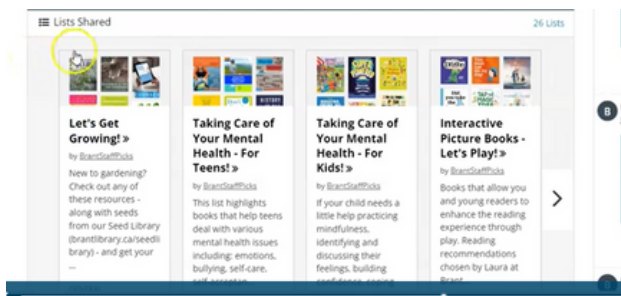 Lists Shared
26 Lists
Let's Get
Growing! »
by BrantStaffPicks
New to gardening?
Check out any of
these resources -
along with seeds
from our Seed Library
(brantlibrary.ca/seedli
brary) - and get your
...
Taking Care of
Your Mental
Health - For
Teens! »
by BrantStaffPicks
This list highlights
books that help teens
deal with various
mental health issues
including: emotions,
bullying, self-care,
Taking Care of
Your Mental
Health - For
Kids! »
by BrantStaffPicks
If your child needs a
little help practicing
mindfulness,
identifying and
discussing their
feelings, building
Interactive
Picture Books -
Let's Play! »
by BrantStaffPicks
Books that allow you
and young readers to
enhance the reading
experience through
play. Reading
recommendations
chosen by Laura at
Brant
B
B